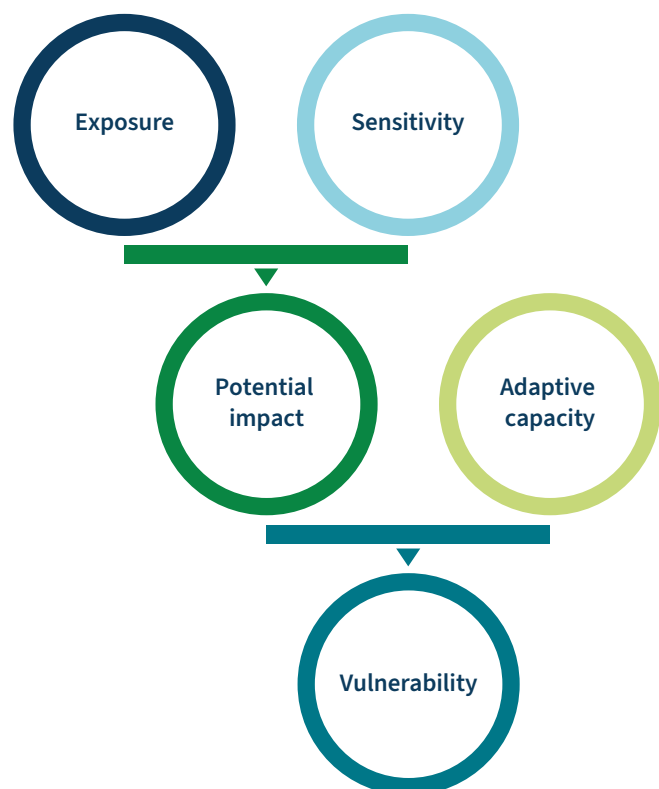 Exposure
Sensitivity
Potential
impact
Adaptive
capacity
Vulnerability